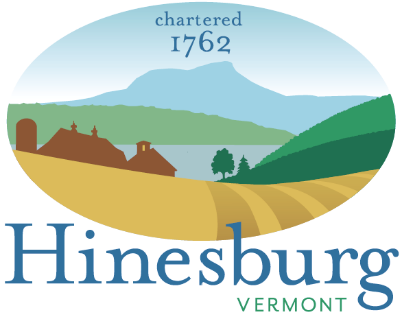 chartered
1762
Hinesburg
VERMONT